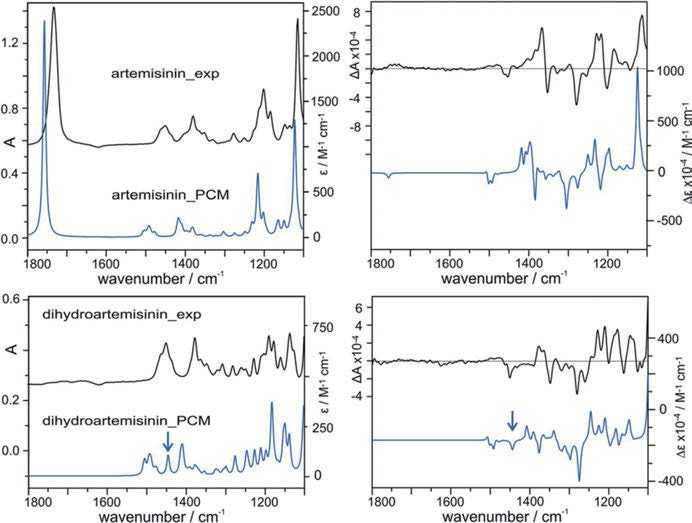 1.2
0.8
0.4
0.0
A
artemisinin_exp
artemisinin_PCM
2500
2000
1500
1000
500
0
ε / M-1 cm-1
1800 1600 1400 1200
wavenumber / cm-1
8
4
0
-4
-8
ΔA x10-4
1000
500
0
-500
Δε x10-4 / M-1 cm-1
1800 1600 1400 1200
wavenumber / cm-1
0.6
0.4
0.2
0.0
A
dihydroartemisinin_exp
dihydroartemisinin_PCM
750
500
250
0
ε / M-1 cm-1
1800 1600 1400 1200
wavenumber / cm-1
6
4
-4
ΔA x10-4
400
0
-400
Δε x10-4 / M-1 cm-1
1800 1600 1400 1200
wavenumber / cm-1